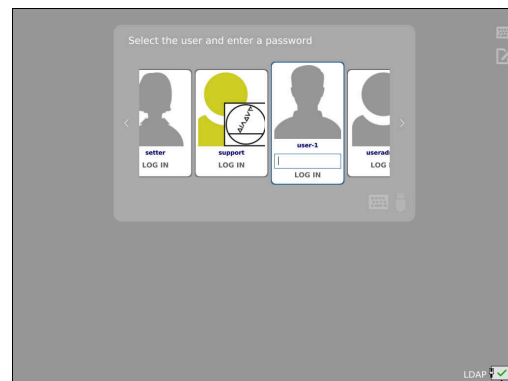 Select the user and enter a password
setter
LOG IN
support
LOG IN
user-1
LOG IN
LDAP